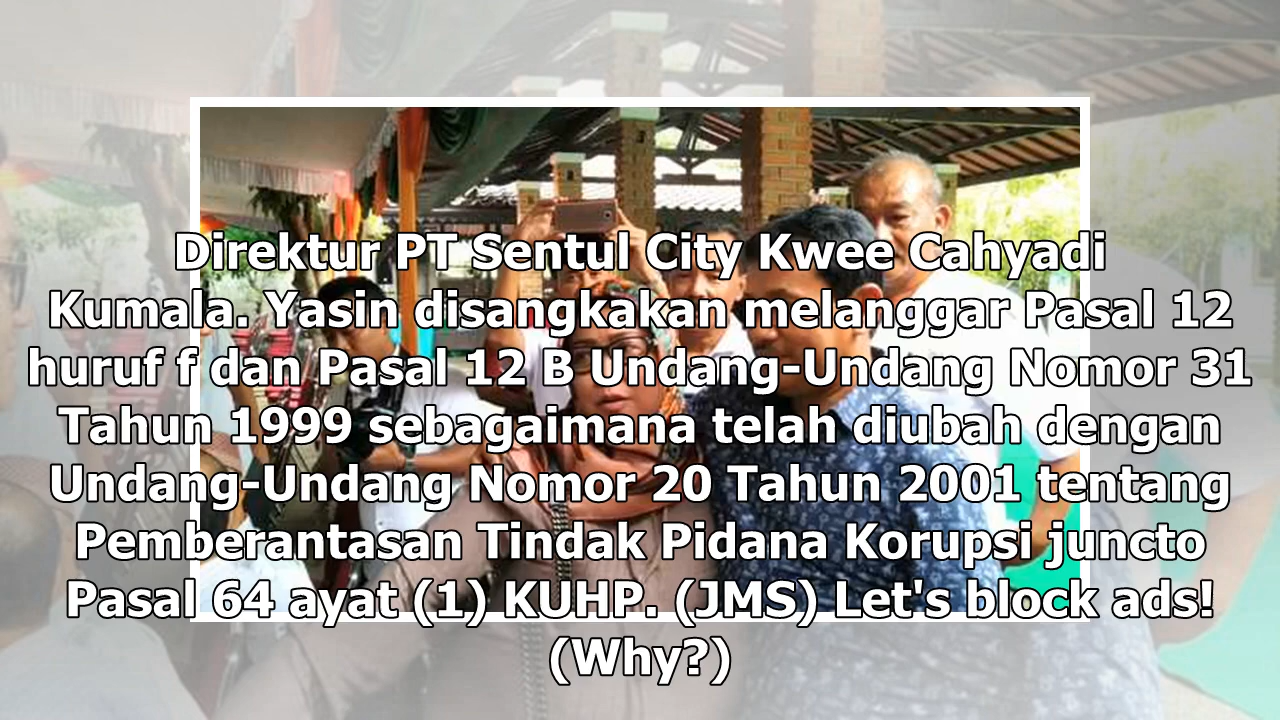 Direktur PT Sentul City Kwee Cahyadi
Kumala. Yasin disangkakan melanggar Pasal 12
huruf f dan Pasal 12 B Undang-Undang Nomor 31
Tahun 1999 sebagaimana telah diubah dengan
Undang-Undang Nomor 20 Tahun 2001 tentang
Pemberantasan Tindak Pidana Korupsi juncto
Pasal 64 ayat (1) KUHP. (JMS) Let's block ads!
(Why?)